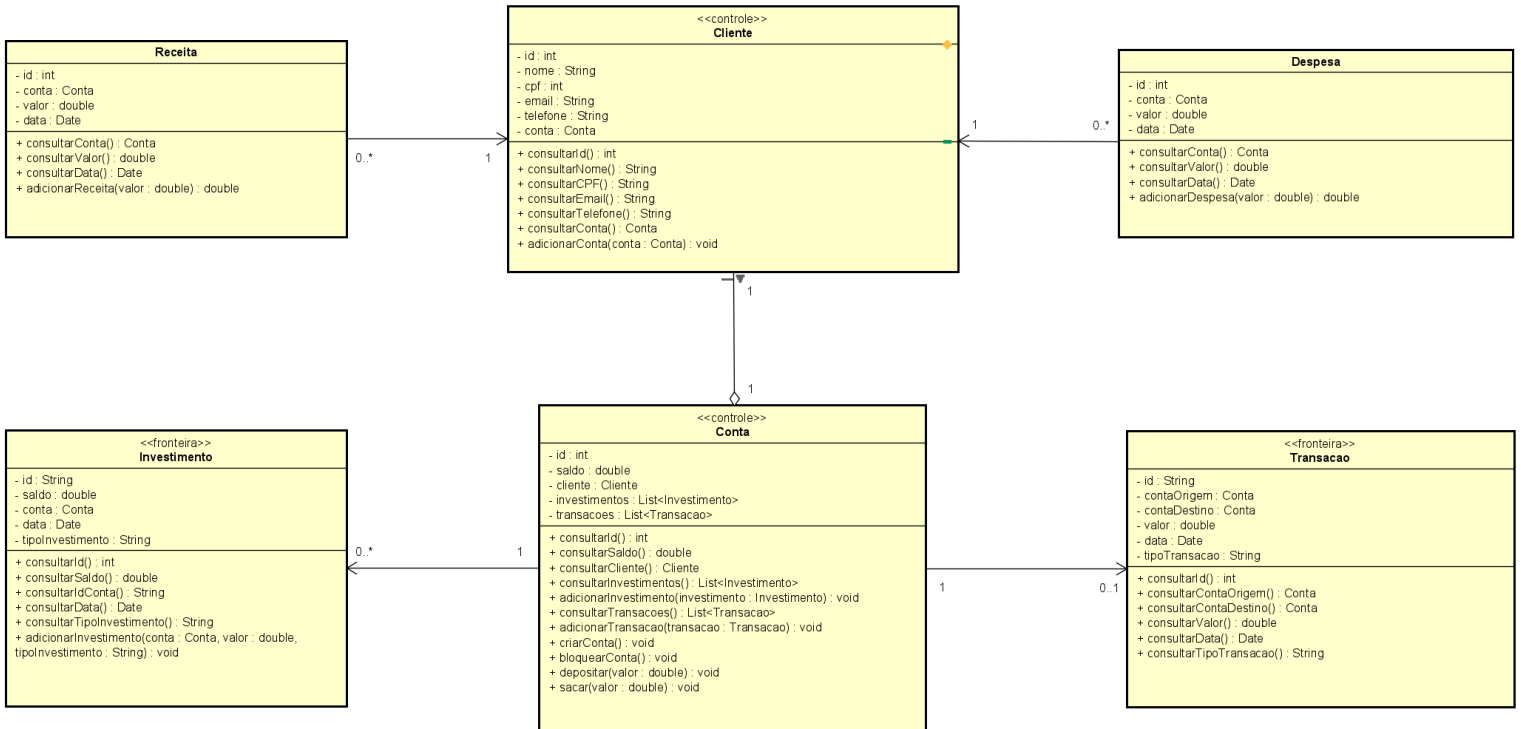 Receita
- id : int
- conta : Conta
- valor : double
- data : Date
+ consultarConta() : Conta
+ consultarValor() : double
+ consultarData() : Date
+ adicionarReceita(valor : double) : double
0..*
1
<<controle>>
Cliente
- id : int
- nome : String
- cpf : int
- email : String
- telefone : String
- conta : Conta
+ consultarId() : int
+ consultarNome() : String
+ consultarCPF() : String
+ consultarEmail() : String
+ consultarTelefone() : String
+ consultarConta() : Conta
+ adicionarConta(conta : Conta) : void
1
0..*
Despesa
- id : int
- conta : Conta
- valor : double
- data : Date
+ consultarConta() : Conta
+ consultarValor() : double
+ consultarData() : Date
+ adicionarDespesa(valor : double) : double
1
1
<<fronteira>>
Investimento
- id : String
- saldo : double
- conta : Conta
- data : Date
- tipoInvestimento : String
+ consultarId() : int
+ consultarSaldo() : double
+ consultarIdConta() : String
+ consultarData() : Date
+ consultarTipoInvestimento() : String
+ adicionarInvestimento(conta : Conta, valor : double,
tipoInvestimento : String) : void
0..*
1
<<controle>>
Conta
- id : int
- saldo : double
- cliente : Cliente
- investimentos : List<Investimento>
- transacoes : List<Transacao>
+ consultarId() : int
+ consultarSaldo() : double
+ consultarCliente() : Cliente
+ consultarInvestimentos() : List<Investimento>
+ adicionarInvestimento(investimento : Investimento) : void
+ consultarTransacoes() : List<Transacao>
+ adicionarTransacao(transacao : Transacao) : void
+ criarConta() : void
+ bloquearConta() : void
+ depositar(valor : double) : void
+ sacar(valor : double) : void
1
0..1
<<fronteira>>
Transacao
- id : String
- contaOrigem : Conta
- contaDestino : Conta
- valor : double
- data : Date
- tipoTransacao : String
+ consultarId() : int
+ consultarContaOrigem() : Conta
+ consultarContaDestino() : Conta
+ consultarValor() : double
+ consultarData() : Date
+ consultarTipoTransacao() : String